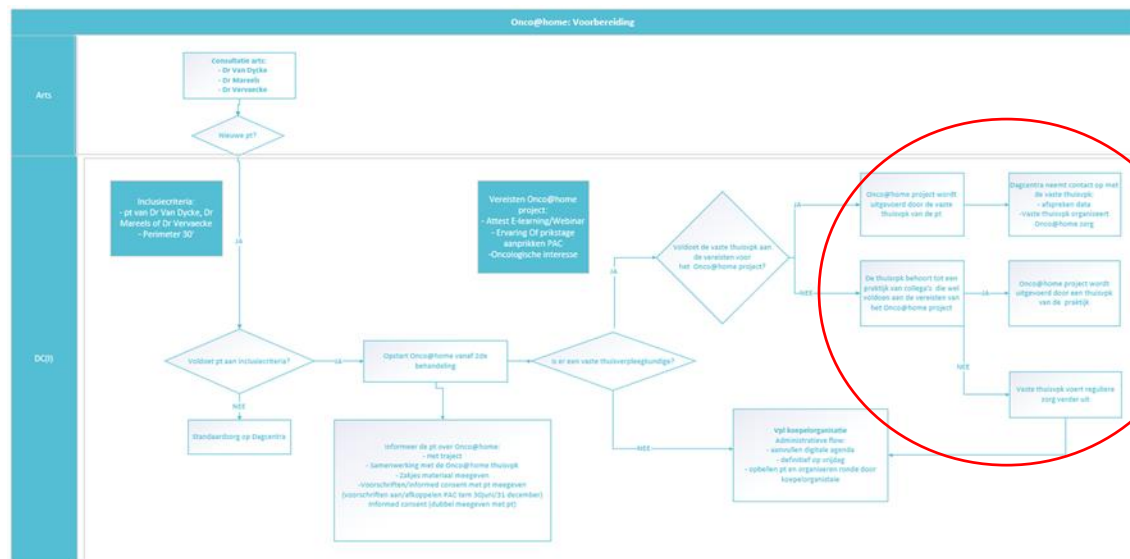 Onco@home: Voorbereiding
Arts
Consultatie arts:
- Dr Van Dycke
- Dr Mareels
- Dr Vervaecke
Nieuwe pt?
DC(I)
Inclusiecriteria:
- pt van Dr Van Dycke, Dr
Mareels of Dr Vervaecke
- Perimeter 30'
JA
Voldoet pt aan inclusiecriteria?
JA
NEE
Standaardzorg op Dagcentra
Opstart Onco@home vanaf 2de
behandeling
Informeer de pt over Onco@home:
- Het traject
- Samenwerking met de Onco@home thuisvpk
- Zakjes materiaal meegeven
-Voorschriften/informed consent met pt meegeven
(voorschriften aan/afkoppelen PAC tem 30juni/31 december)
Informed consent (dubbel meegeven met pt)
Vereisten Onco@home
project:
- Attest E-learning/Webinar
- Ervaring Of prikstage
aanprikken PAC
-Oncologische interesse
Is er een vaste thuisverpleegkundige?
JA
NEE
Voldoet de vaste thuisvpk aan
de vereisten voor
het Onco@home project?
JA
NEE
Onco@home project wordt
uitgevoerd door de vaste
thuisvpk van de pt
Dagcentra neemt contact op met
de vaste thuisvpk:
- afspreken data
-Vaste thuisvpk organiseert
Onco@home zorg
De thuisvpk behoort tot een
praktijk van collega's die wel
voldoen aan de vereisten van
het Onco@home project
JA
Onco@home project wordt
uitgevoerd door een thuisvpk
van de praktijk
NEE
Vaste thuisvpk voert reguliere
zorg verder uit
Vpl koepelorganisatie
Administratieve flow:
- aanvullen digitale agenda
- definitief op vrijdag
- opbellen pt en organiseren ronde door
koepelorganistaie